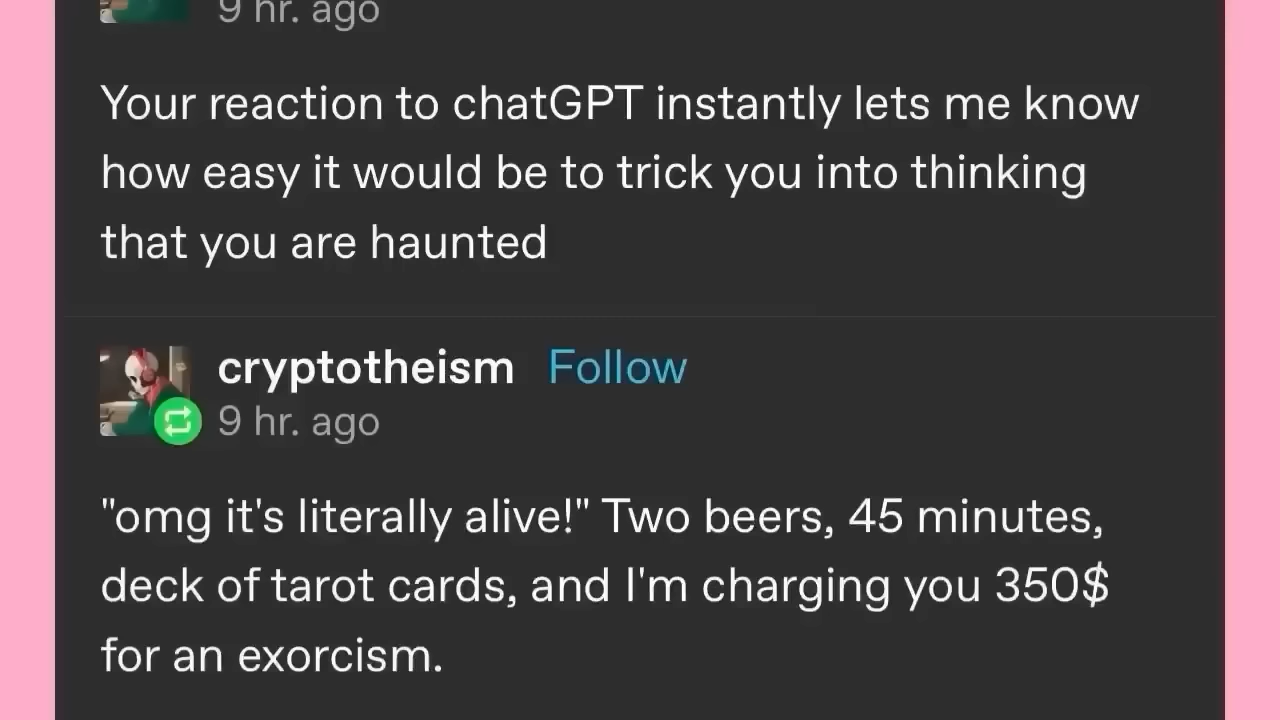 9 hr. ago
Your reaction to chatGPT instantly lets me know
how easy it would be to trick you into thinking
that you are haunted
cryptotheism Follow
9 hr. ago
"omg it's literally alive!" Two beers, 45 minutes,
deck of tarot cards, and I'm charging you 350$
for an exorcism.